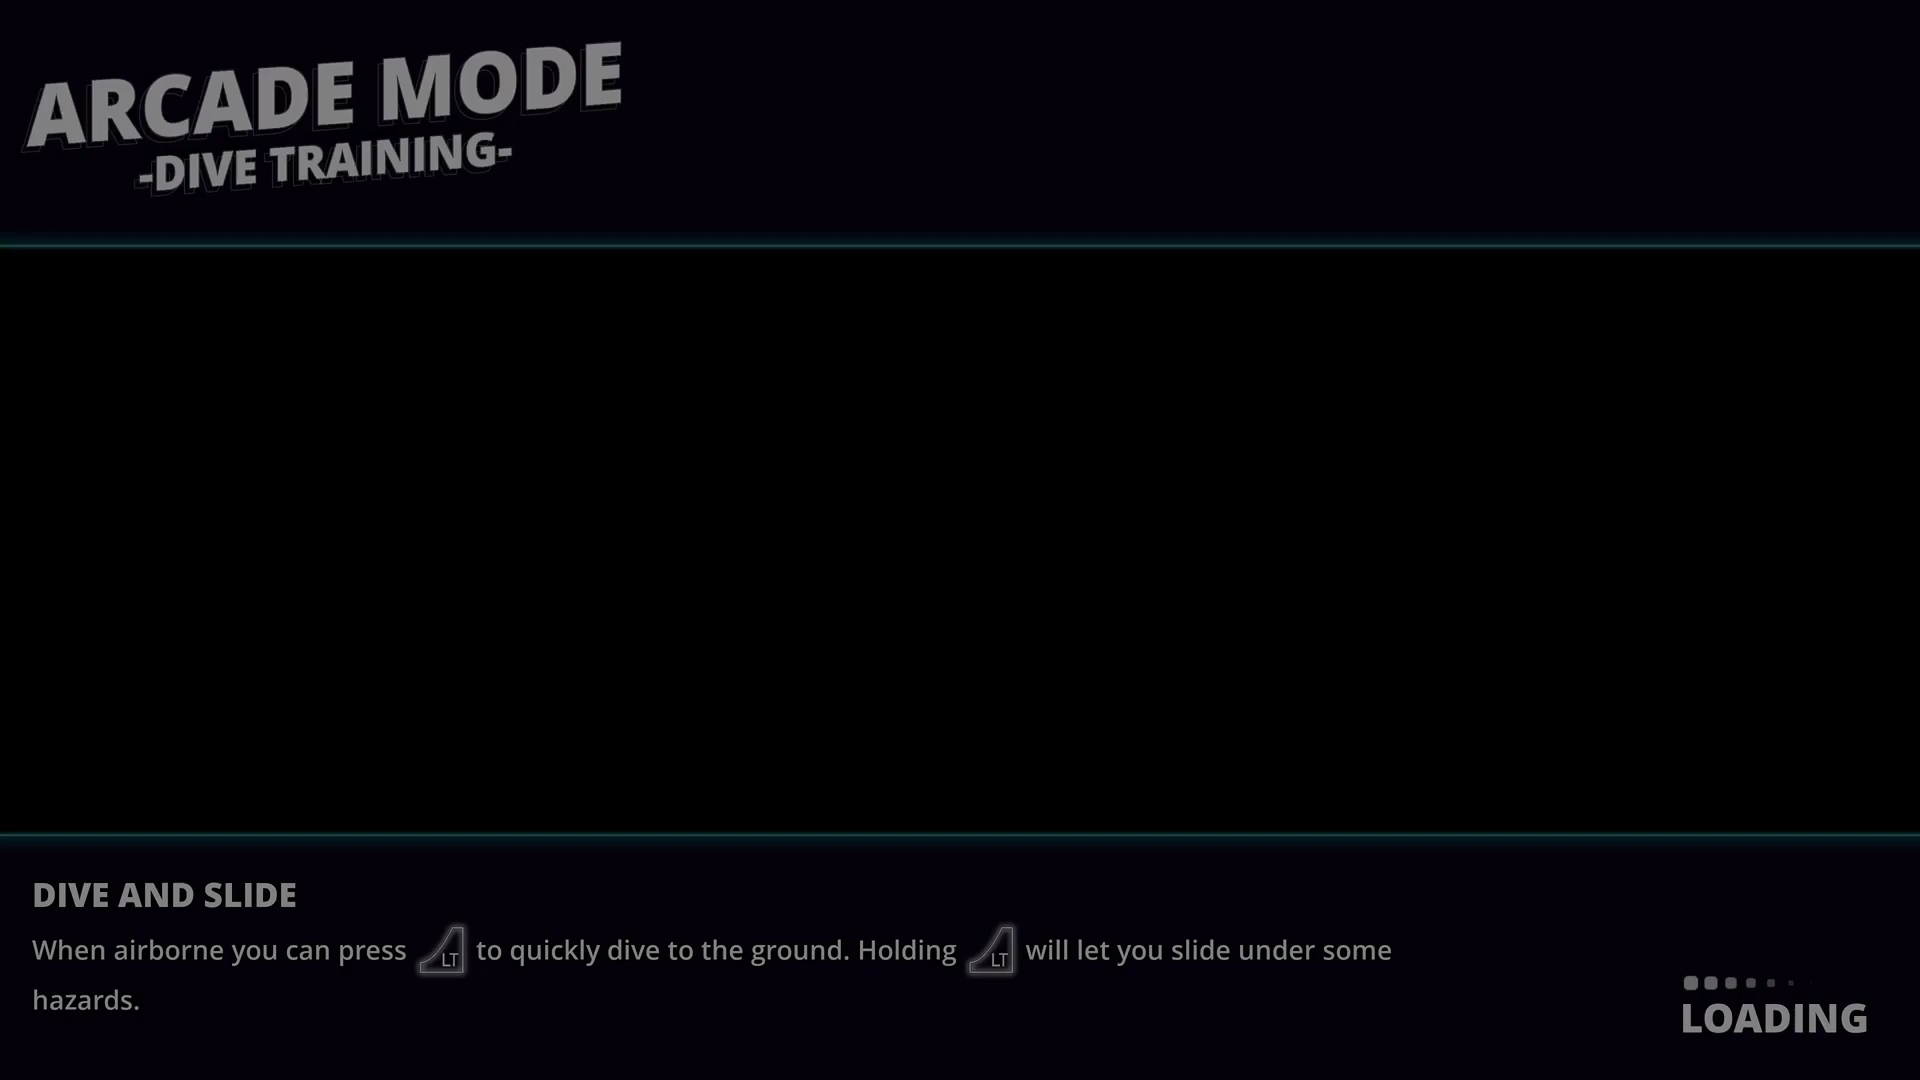 ARCADE MODE
-DIVE TRAINING-
DIVE AND SLIDE
When airborne you can press LT to quickly dive to the ground. Holding LT will let you slide under some
hazards.
LOADING